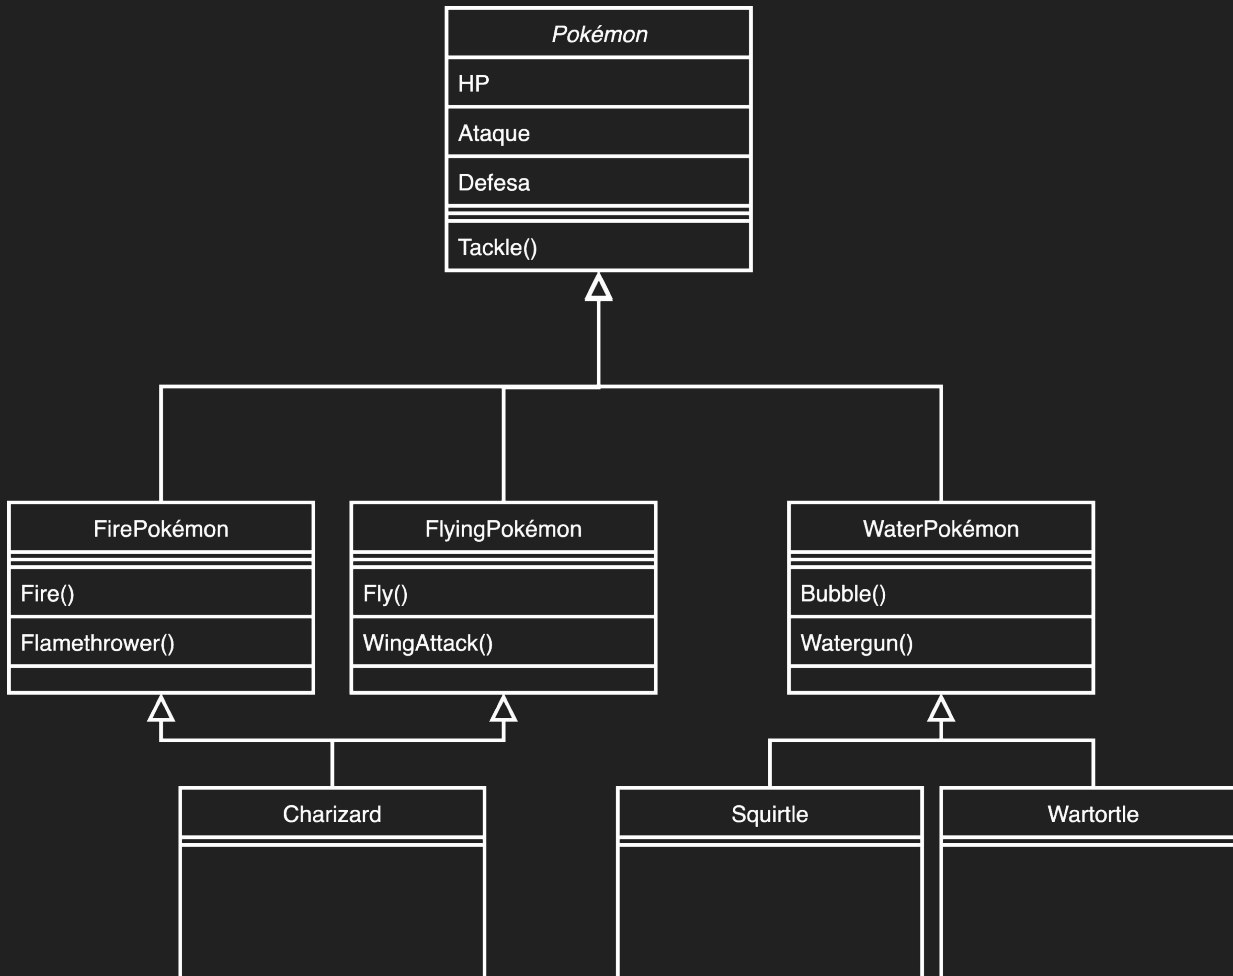 Pokémon
HP
Ataque
Defesa
Tackle()
FirePokémon
Fire()
Flamethrower()
FlyingPokémon
Fly()
WingAttack()
WaterPokémon
Bubble()
Watergun()
Charizard
Squirtle
Wartortle